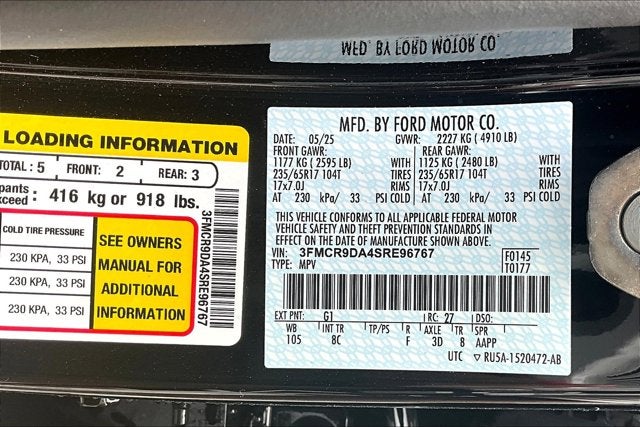 MFD. BY FORD MOTOR CO.
LOADING INFORMATION
TOTAL: 5 FRONT: 2 REAR: 3
pants
xceed : 416 kg or 918 lbs.
COLD TIRE PRESSURE
230 KPA, 33 PSI
230 KPA, 33 PSI
230 KPA, 33 PSI
SEE OWNERS
MANUAL FOR
ADDITIONAL
INFORMATION
3FMCR9DA4SRE96767
MFD. BY FORD MOTOR CO.
DATE: 05/25 GVWR: 2227 KG ( 4910 LB)
FRONT GAWR: REAR GAWR:
1177 KG ( 2595 LB) WITH 1125 KG ( 2480 LB) WITH
235/65R17 104T TIRES 235/65R17 104T TIRES
17x7.0J RIMS 17x7.0J RIMS
AT 230 kPa/ 33 PSI COLD AT 230 kPa/ 33 PSI COLD
THIS VEHICLE CONFORMS TO ALL APPLICABLE FEDERAL MOTOR
VEHICLE SAFETY AND THEFT PREVENTION STANDARDS IN
EFFECT ON THE DATE OF MANUFACTURE SHOWN ABOVE.
VIN: 3FMCR9DA4SRE96767 F0145
TYPE: MPV T0177
EXT PNT: G1 RC: 27 DSO:
WB INT TR TP/PS R AXLE TR SPR
105 8C F 3D 8 AAPP
UTC ▽ RU5A-1520472-AB